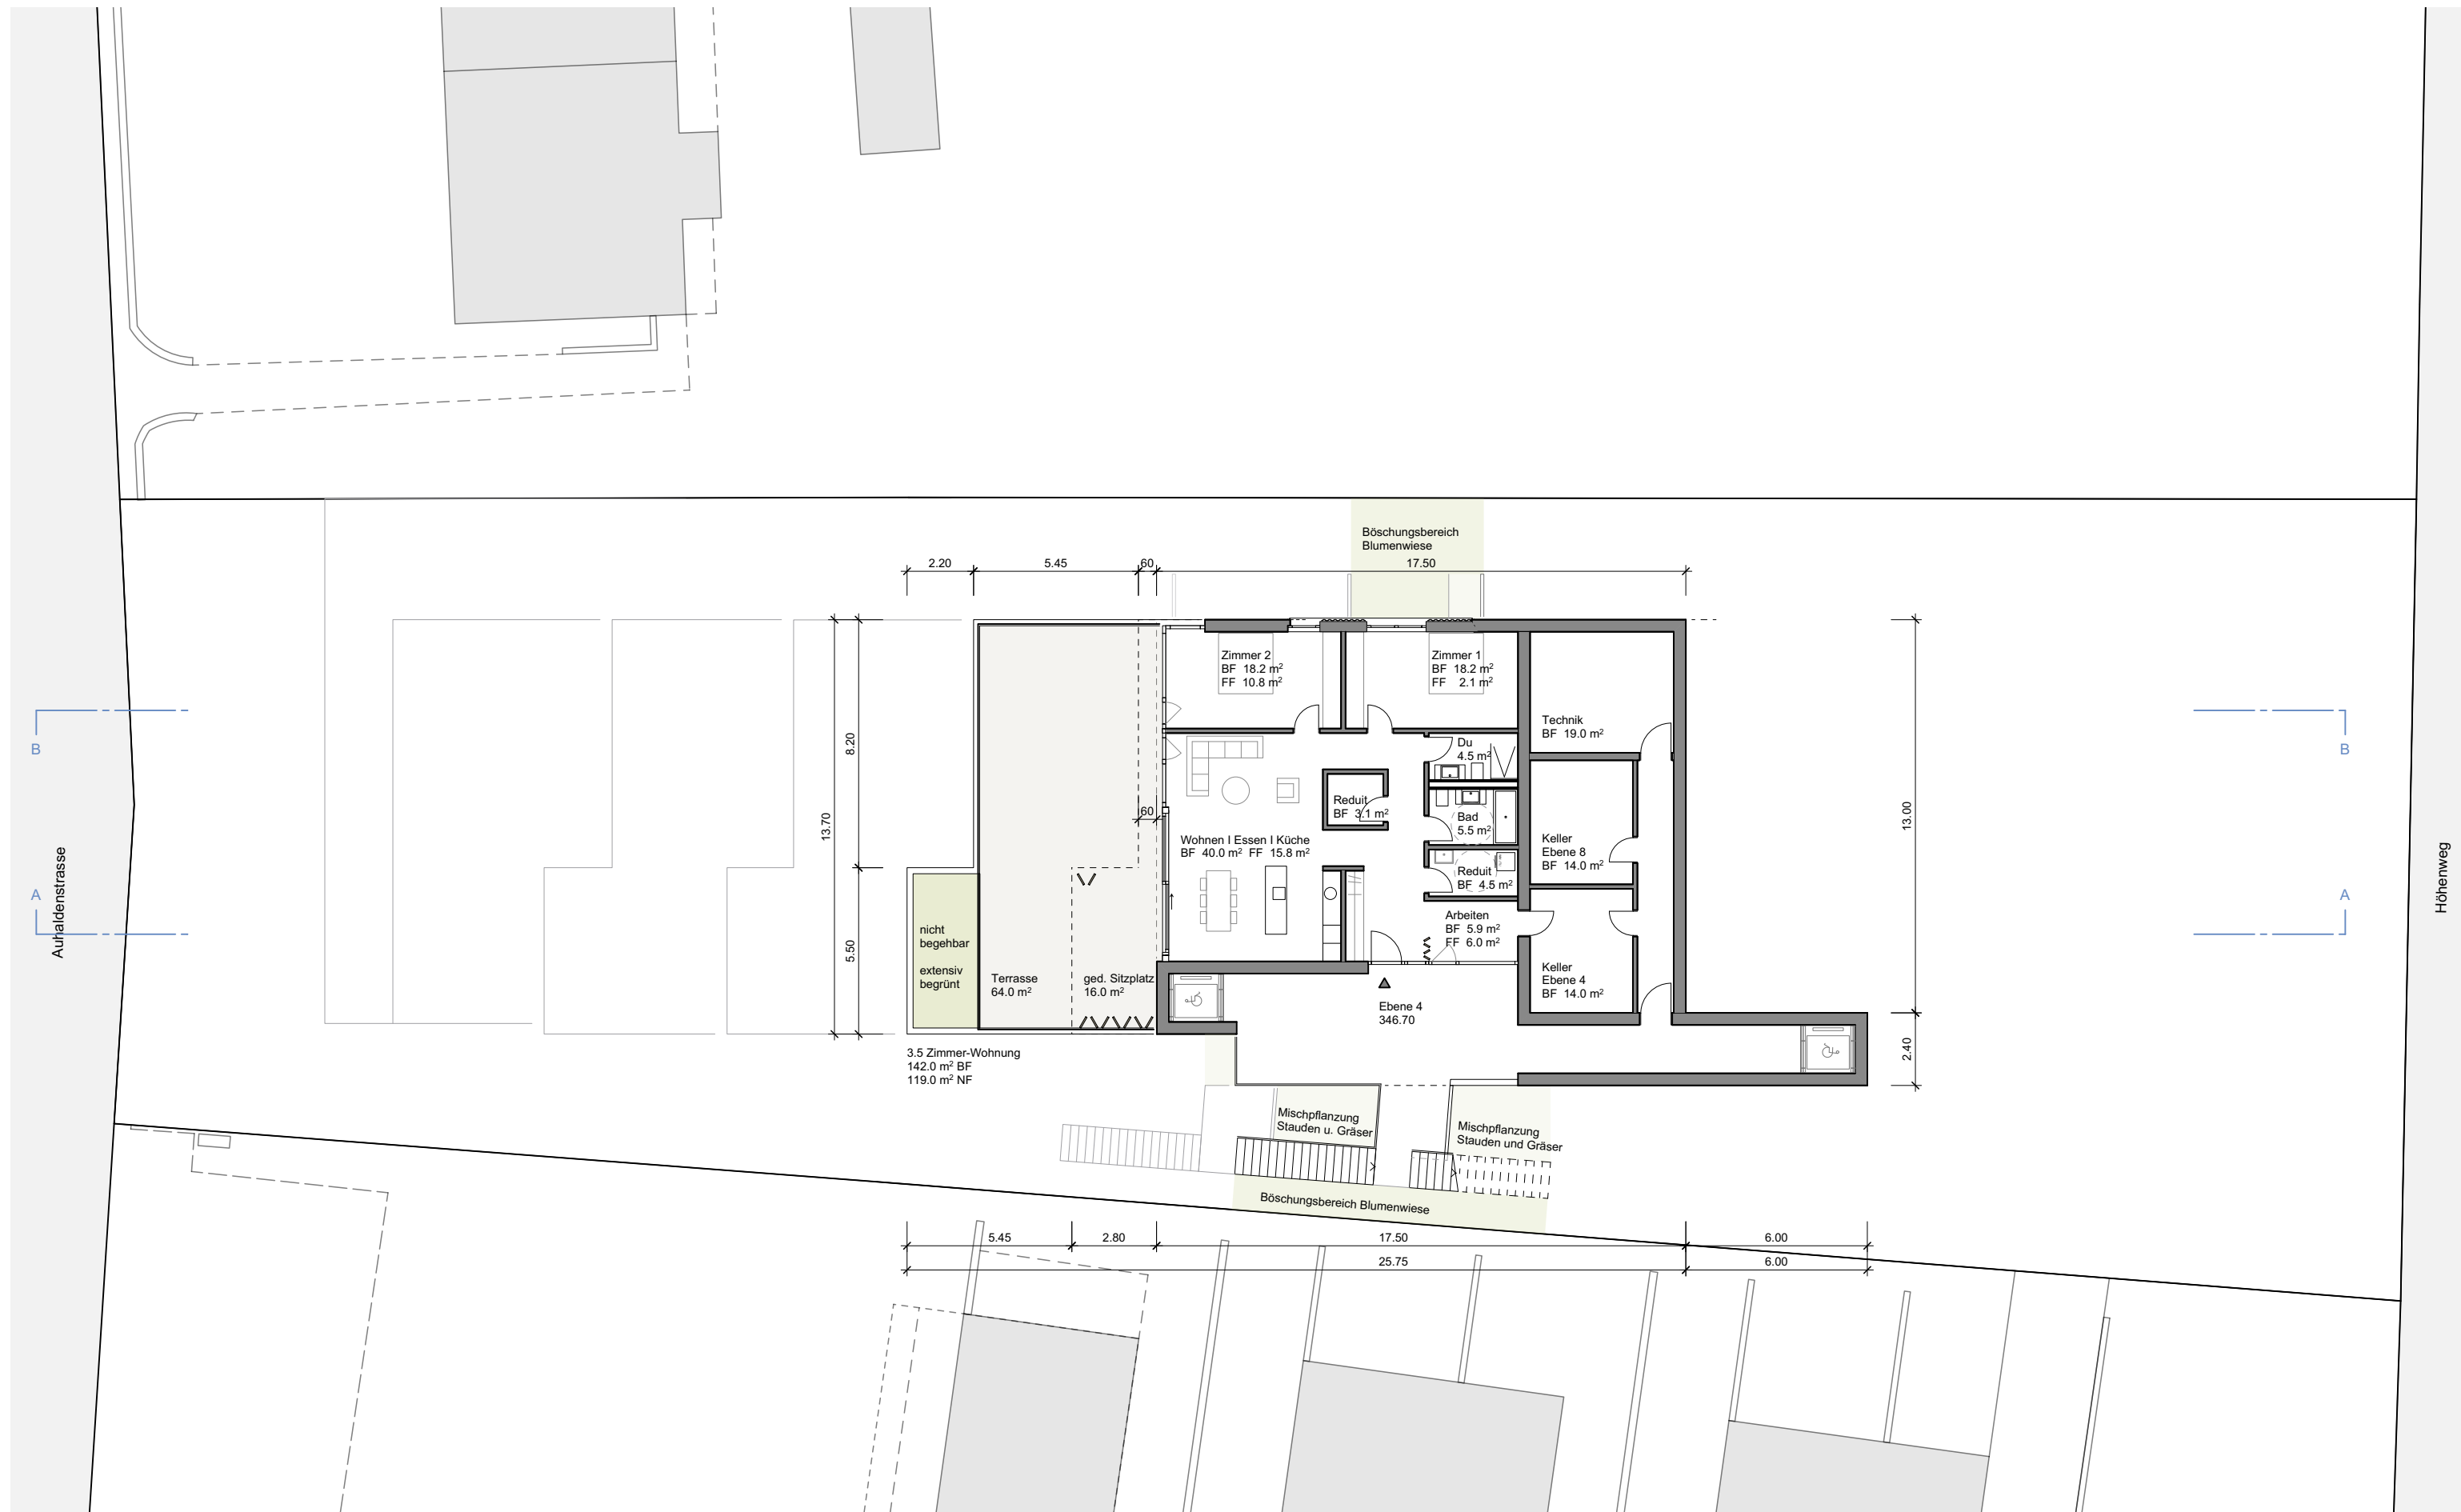 Böschungsbereich
Blumenwiese
2.20
5.45
60
17.50
Zimmer 2
BF 18.2 m²
FF 10.8 m²
Zimmer 1
BF 18.2 m²
FF 2.1 m²
Technik
BF 19.0 m²
B
B
8.20
13.70
Du
4.5 m²
Reduit
BF 3.1 m²
60
Bad
5.5 m²
13.00
Wohnen I Essen I Küche
BF 40.0 m² FF 15.8 m²
Keller
Ebene 8
BF 14.0 m²
Reduit
BF 4.5 m²
Auhaldenstrasse
Höhenweg
A
A
Arbeiten
BF 5.9 m²
FF 6.0 m²
nicht
begehbar
extensiv
begrünt
5.50
Terrasse
64.0 m²
ged. Sitzplatz
16.0 m²
Keller
Ebene 4
BF 14.0 m²
Ebene 4
346.70
2.40
3.5 Zimmer-Wohnung
142.0 m² BF
119.0 m² NF
Mischpflanzung
Stauden u. Gräser
Mischpflanzung
Stauden und Gräser
Böschungsbereich Blumenwiese
5.45
2.80
17.50
6.00
25.75
6.00